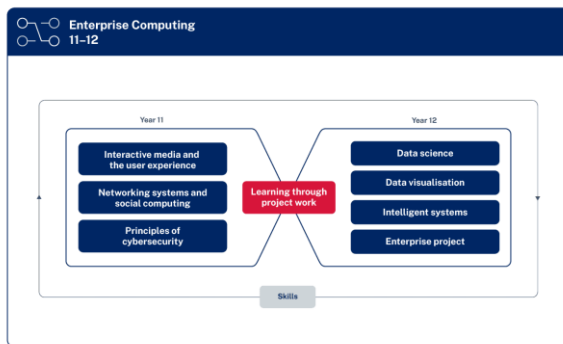 Enterprise Computing
11–12
Year 11
Interactive media and
the user experience
Networking systems and
social computing
Principles of
cybersecurity
Learning through
project work
Year 12
Data science
Data visualisation
Intelligent systems
Enterprise project
Skills